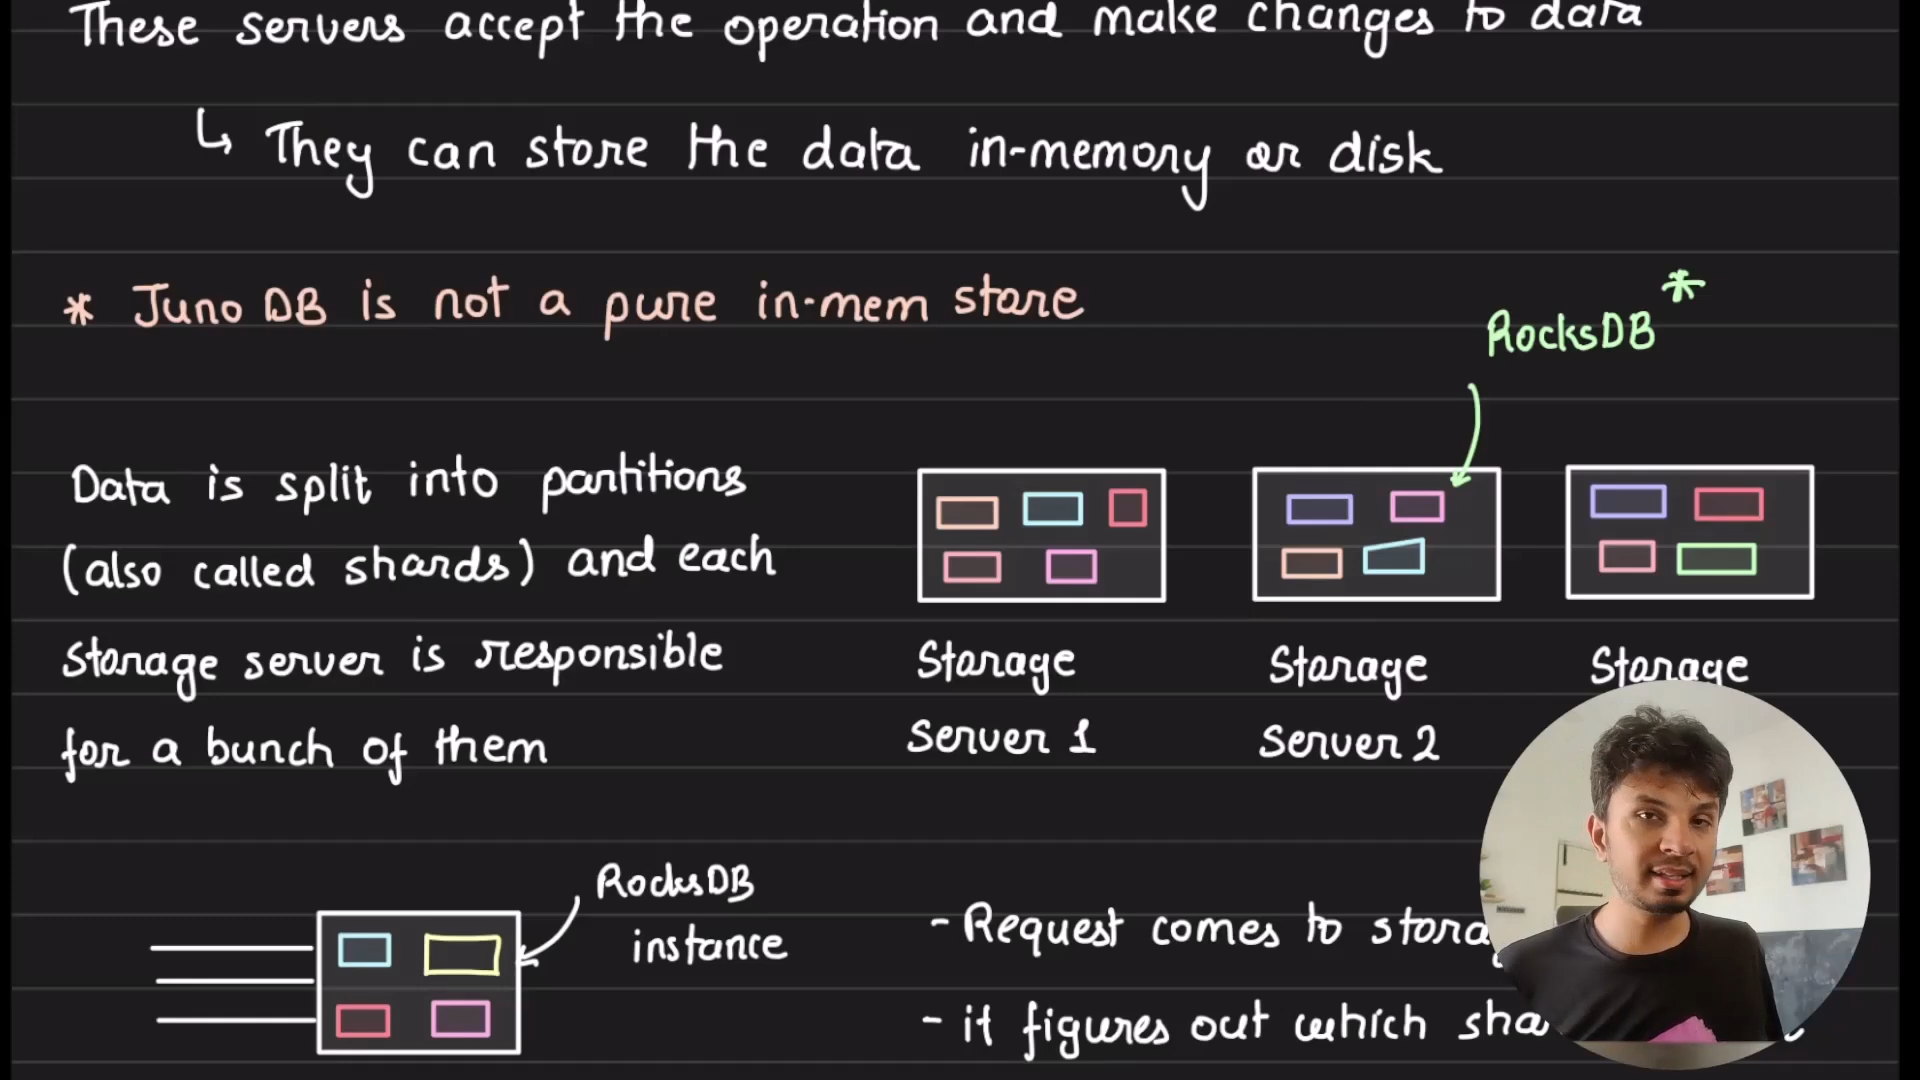 These servers accept the operation and make changes to data
↳ They can store the data in-memory or disk
* Juno DB is not a pure in-mem store
RocksDB *
Data is split into partitions
(also called shards) and each
storage server is responsible
for a bunch of them
Storage
Server 1
Storage
Server 2
Storage
RocksDB
instance
- Request comes to
- it figures out which